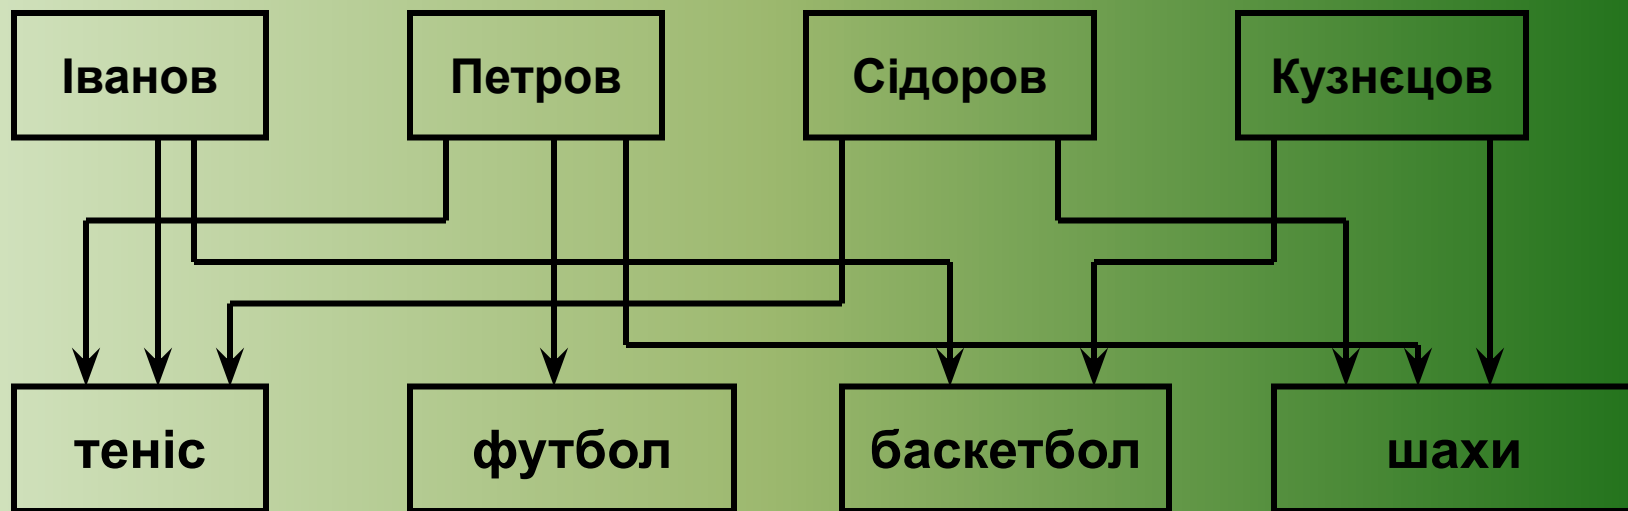 Іванов
Петров
Сідоров
Кузнєцов
теніс
футбол
баскетбол
шахи